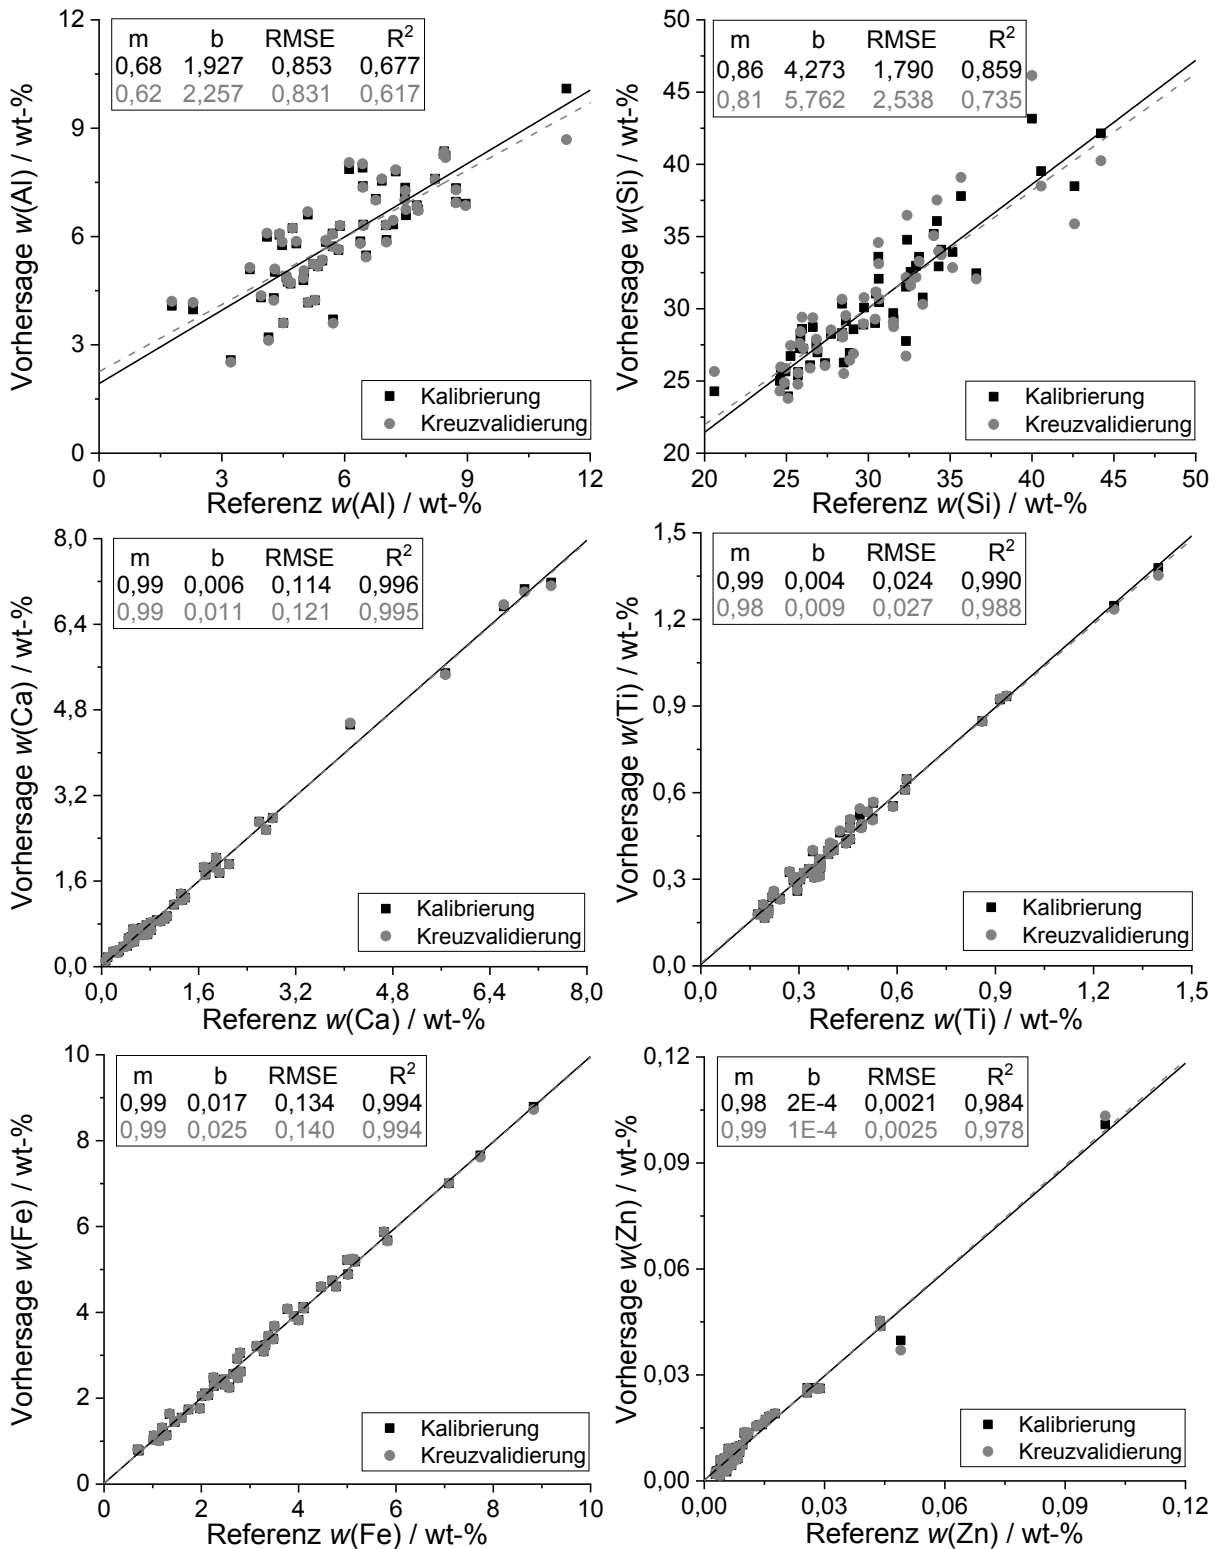 m b RMSE R²
0,68 1,927 0,853 0,677
0,62 2,257 0,831 0,617
12
9
6
3
0
Vorhersage w(Al) / wt-%
Kalibrierung
Kreuzvalidierung
0 3 6 9 12
Referenz w(Al) / wt-%
m b RMSE R²
0,86 4,273 1,790 0,859
0,81 5,762 2,538 0,735
50
45
40
35
30
25
20
Vorhersage w(Si) / wt-%
Kalibrierung
Kreuzvalidierung
20 25 30 35 40 45 50
Referenz w(Si) / wt-%
m b RMSE R²
0,99 0,006 0,114 0,996
0,99 0,011 0,121 0,995
8,0
6,4
4,8
3,2
1,6
0,0
Vorhersage w(Ca) / wt-%
Kalibrierung
Kreuzvalidierung
0,0 1,6 3,2 4,8 6,4 8,0
Referenz w(Ca) / wt-%
m b RMSE R²
0,99 0,004 0,024 0,990
0,98 0,009 0,027 0,988
1,5
1,2
0,9
0,6
0,3
0,0
Vorhersage w(Ti) / wt-%
Kalibrierung
Kreuzvalidierung
0,0 0,3 0,6 0,9 1,2 1,5
Referenz w(Ti) / wt-%
m b RMSE R²
0,99 0,017 0,134 0,994
0,99 0,025 0,140 0,994
10
8
6
4
2
0
Vorhersage w(Fe) / wt-%
Kalibrierung
Kreuzvalidierung
0 2 4 6 8 10
Referenz w(Fe) / wt-%
m b RMSE R²
0,98 2E-4 0,0021 0,984
0,99 1E-4 0,0025 0,978
0,12
0,09
0,06
0,03
0,00
Vorhersage w(Zn) / wt-%
Kalibrierung
Kreuzvalidierung
0,00 0,03 0,06 0,09 0,12
Referenz w(Zn) / wt-%